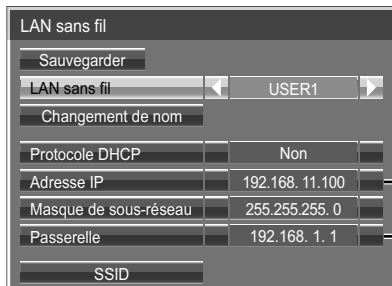 LAN sans fil
Sauvegarder
LAN sans fil USER1
Changement de nom
Protocole DHCP Non
Adresse IP 192.168. 11.100
Masque de sous-réseau 255.255.255. 0
Passerelle 192.168. 1. 1
SSID